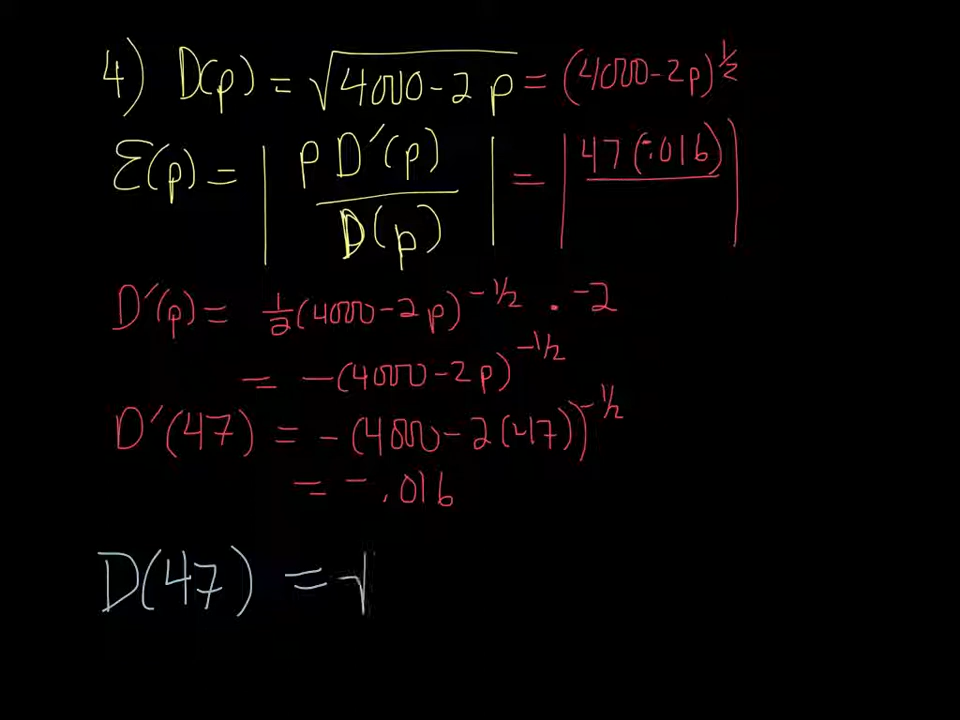 4) D(p) = √4000-2p = (4000-2p)^½
Ɛ(p) = | p D'(p) / D(p) | = | 47(-.016) / |
D'(p) = ½(4000-2p)^-1/2 · -2
= -(4000-2p)^-1/2
D'(47) = -(4000-2(47))^-1/2
= -.016
D(47) = √